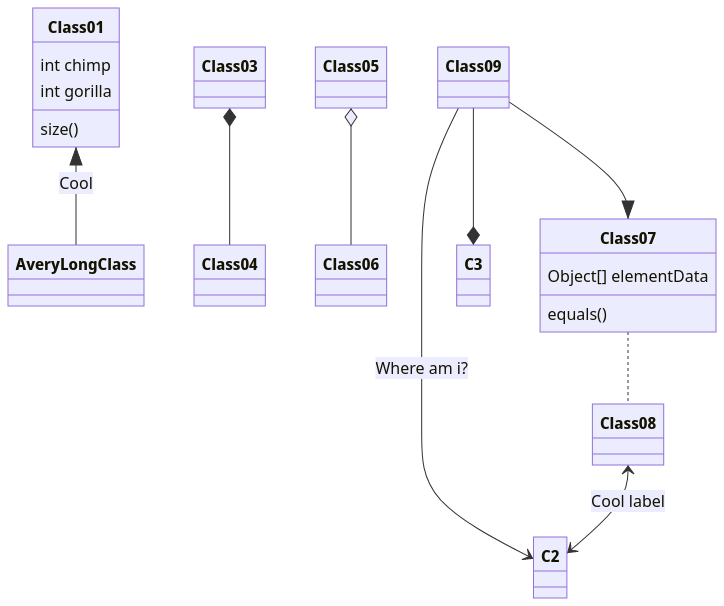 Class01
int chimp
int gorilla
size()
Class03
Class05
Class09
Cool
AveryLongClass
Class04
Class06
C3
Class07
Object[] elementData
equals()
Where am i?
Class08
Cool label
C2